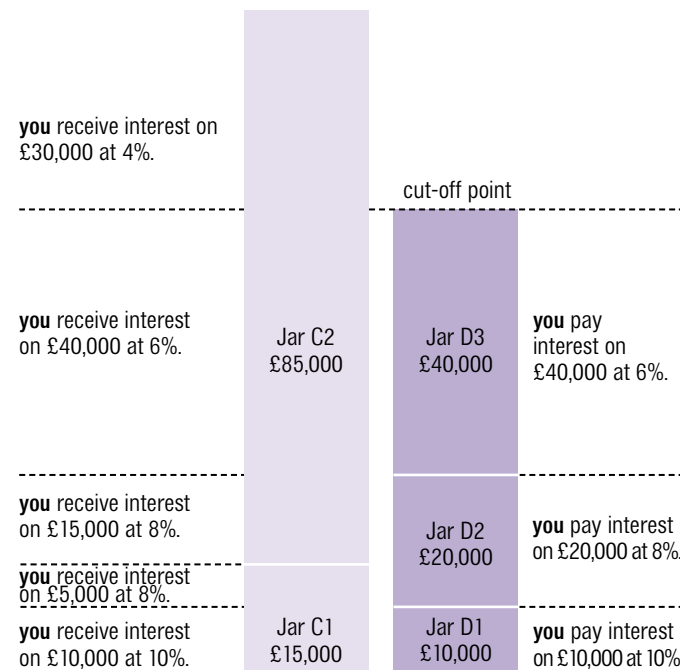 you receive interest on
£30,000 at 4%.
cut-off point
you receive interest
on £40,000 at 6%.
Jar C2
£85,000
Jar D3
£40,000
you pay
interest on
£40,000 at 6%.
you receive interest
on £15,000 at 8%.
Jar D2
£20,000
you pay interest
on £20,000 at 8%.
you receive interest
on £5,000 at 8%.
you receive interest
on £10,000 at 10%.
Jar C1
£15,000
Jar D1
£10,000
you pay interest
on £10,000 at 10%